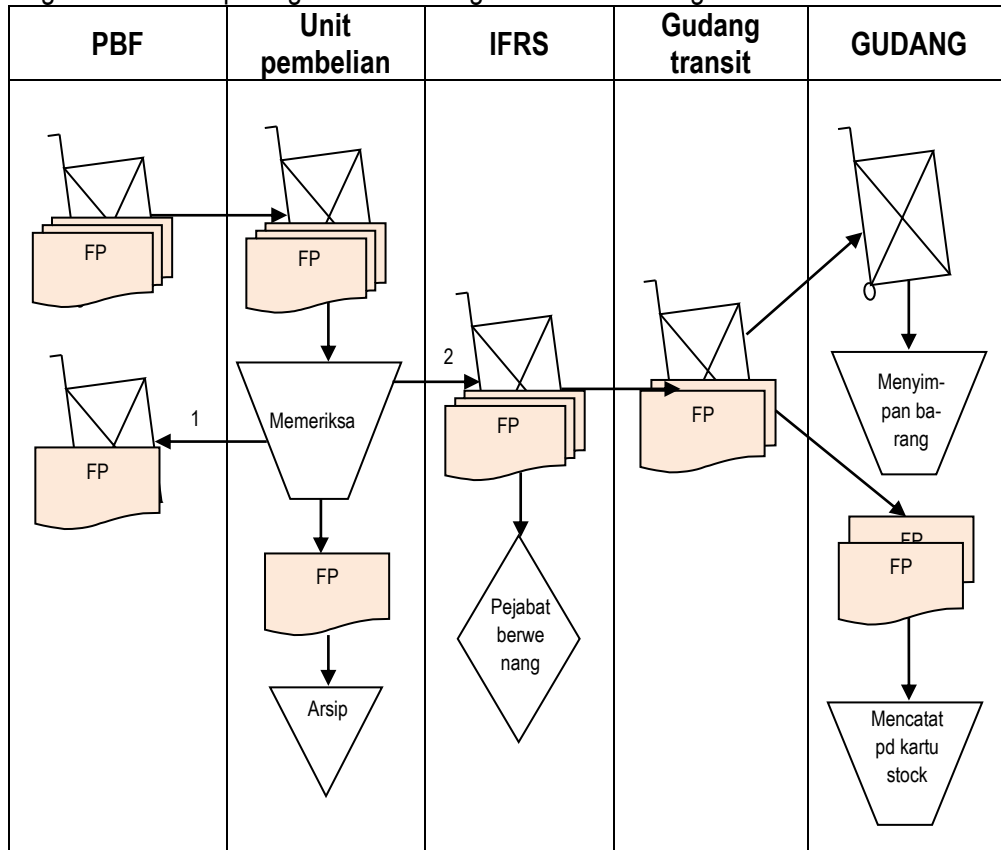 PBF
Unit
pembelian
IFRS
Gudang
transit
GUDANG
FP
FP
1
FP
Memeriksa
FP
Arsip
2
FP
Pejabat
berwe
nang
FP
Menyim-
pan ba-
rang
FP
FP
Mencatat
pd kartu
stock